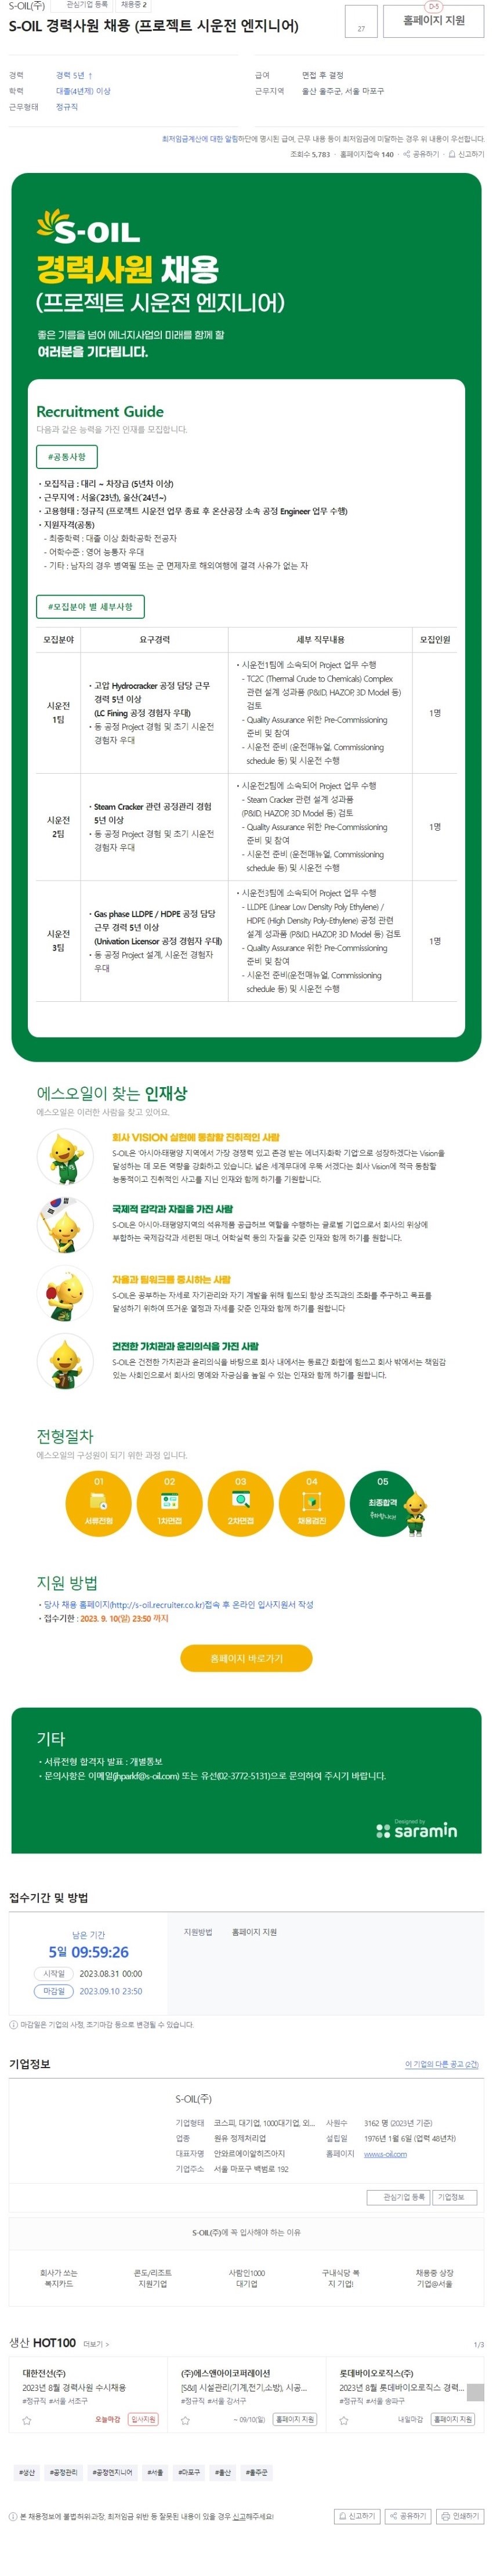 S-OIL(주) 관심기업 등록 채용중 2
S-OIL 경력사원 채용 (프로젝트 시운전 엔지니어)
27
D-5
홈페이지 지원
경력 경력 5년 ↑
학력 대졸(4년제) 이상
근무형태 정규직
급여 면접 후 결정
근무지역 울산 울주군, 서울 마포구
최저임금계산에 대한 알림하단에 명시된 급여, 근무 내용 등이 최저임금에 미달하는 경우 위 내용이 우선합니다.
조회수 5,783 · 홈페이지접속 140 · 공유하기 · 신고하기
S-OIL
경력사원 채용
(프로젝트 시운전 엔지니어)
좋은 기름을 넘어 에너지사업의 미래를 함께 할
여러분을 기다립니다.
Recruitment Guide
다음과 같은 능력을 가진 인재를 모집합니다.
#공통사항
· 모집직급 : 대리 ~ 차장급 (5년차 이상)
· 근무지역 : 서울('23년), 울산('24년~)
· 고용형태 : 정규직 (프로젝트 시운전 업무 종료 후 온산공장 소속 공정 Engineer 업무 수행)
· 지원자격(공통)
- 최종학력 : 대졸 이상 화학공학 전공자
- 어학수준 : 영어 능통자 우대
- 기타 : 남자의 경우 병역필 또는 군 면제자로 해외여행에 결격 사유가 없는 자
#모집분야 별 세부사항
모집분야 요구경력 세부 직무내용 모집인원
시운전
1팀
· 고압 Hydrocracker 공정 담당 근무
경력 5년 이상
(LC Fining 공정 경험자 우대)
· 동 공정 Project 경험 및 초기 시운전
경험자 우대
· 시운전1팀에 소속되어 Project 업무 수행
- TC2C (Thermal Crude to Chemicals) Complex
관련 설계 성과품 (P&ID, HAZOP, 3D Model 등)
검토
- Quality Assurance 위한 Pre-Commissioning
준비 및 참여
- 시운전 준비 (운전매뉴얼, Commissioning
schedule 등) 및 시운전 수행
1명
시운전
2팀
· Steam Cracker 관련 공정관리 경험
5년 이상
· 동 공정 Project 경험 및 초기 시운전
경험자 우대
· 시운전2팀에 소속되어 Project 업무 수행
- Steam Cracker 관련 설계 성과품
(P&ID, HAZOP, 3D Model 등) 검토
- Quality Assurance 위한 Pre-Commissioning
준비 및 참여
- 시운전 준비 (운전매뉴얼, Commissioning
schedule 등) 및 시운전 수행
1명
시운전
3팀
· Gas phase LLDPE / HDPE 공정 담당
근무 경력 5년 이상
(Univation Licensor 공정 경험자 우대)
· 동 공정 Project 설계, 시운전 경험자
우대
· 시운전3팀에 소속되어 Project 업무 수행
- LLDPE (Linear Low Density Poly Ethylene) /
HDPE (High Density Poly-Ethylene) 공정 관련
설계 성과품 (P&ID, HAZOP, 3D Model 등) 검토
- Quality Assurance 위한 Pre-Commissioning
준비 및 참여
- 시운전 준비(운전매뉴얼, Commissioning
schedule 등) 및 시운전 수행
1명
에스오일이 찾는 인재상
에스오일은 이러한 사람을 찾고 있어요.
회사 VISION 실현에 동참할 진취적인 사람
S-OIL은 '아시아-태평양 지역에서 가장 경쟁력 있고 존경 받는 에너지·화학 기업'으로 성장하겠다는 Vision을
달성하는 데 모든 역량을 강화하고 있습니다. 넓은 세계무대에 우뚝 서겠다는 회사 Vision에 적극 동참할
능동적이고 진취적인 사고를 지닌 인재와 함께 하기를 기원합니다.
국제적 감각과 자질을 가진 사람
S-OIL은 아시아-태평양지역의 석유제품 공급허브 역할을 수행하는 글로벌 기업으로서 회사의 위상에
부합하는 국제감각과 세련된 매너, 어학실력 등의 자질을 갖춘 인재와 함께 하기를 원합니다.
자율과 팀워크를 중시하는 사람
S-OIL은 공부하는 자세로 자기관리와 자기 계발을 위해 힘쓰되 항상 조직과의 조화를 추구하고 목표를
달성하기 위하여 뜨거운 열정과 자세를 갖춘 인재와 함께 하기를 원합니다
건전한 가치관과 윤리의식을 가진 사람
S-OIL은 건전한 가치관과 윤리의식을 바탕으로 회사 내에서는 동료간 화합에 힘쓰고 회사 밖에서는 책임감
있는 사회인으로서 회사의 명예와 자긍심을 높일 수 있는 인재와 함께 하기를 원합니다.
전형절차
에스오일의 구성원이 되기 위한 과정 입니다.
01 서류전형
02 1차면접
03 2차면접
04 채용검진
05 최종합격
축하합니다!
지원 방법
· 당사 채용 홈페이지(http://s-oil.recruiter.co.kr)접속 후 온라인 입사지원서 작성
· 접수기한 : 2023. 9. 10(일) 23:50 까지
홈페이지 바로가기
기타
· 서류전형 합격자 발표 : 개별통보
· 문의사항은 이메일(jhparkf@s-oil.com) 또는 유선(02-3772-5131)으로 문의하여 주시기 바랍니다.
Designed by
saramin
접수기간 및 방법
남은 기간
5일 09:59:26
시작일 2023.08.31 00:00
마감일 2023.09.10 23:50
지원방법 홈페이지 지원
마감일은 기업의 사정, 조기마감 등으로 변경될 수 있습니다.
기업정보 이 기업의 다른 공고 (2건)
S-OIL(주)
기업형태 코스피, 대기업, 1000대기업, 외... 사원수 3162 명 (2023년 기준)
업종 원유 정제처리업 설립일 1976년 1월 6일 (업력 48년차)
대표자명 안와르에이알히즈아지 홈페이지 www.s-oil.com
기업주소 서울 마포구 백범로 192
관심기업 등록 기업정보
S-OIL(주)에 꼭 입사해야 하는 이유
회사가 쏘는
복지카드
콘도/리조트
지원기업
사람인1000
대기업
구내식당 복
지 기업!
채용중 상장
기업@서울
생산 HOT100 더보기 > 1/3
대한전선(주)
2023년 8월 경력사원 수시채용
#정규직 #서울 서초구
오늘마감 입사지원
(주)에스앤아이코퍼레이션
[S&I] 시설관리(기계,전기,소방), 시공...
#정규직 #서울 강서구
~ 09/10(일) 홈페이지 지원
롯데바이오로직스(주)
2023년 8월 롯데바이오로직스 경력...
#정규직 #서울 송파구
내일마감 홈페이지 지원
#생산 #공정관리 #공정엔지니어 #서울 #마포구 #울산 #울주군
본 채용정보에 불법/허위/과장, 최저임금 위반 등 잘못된 내용이 있을 경우 신고해주세요!
신고하기 공유하기 인쇄하기